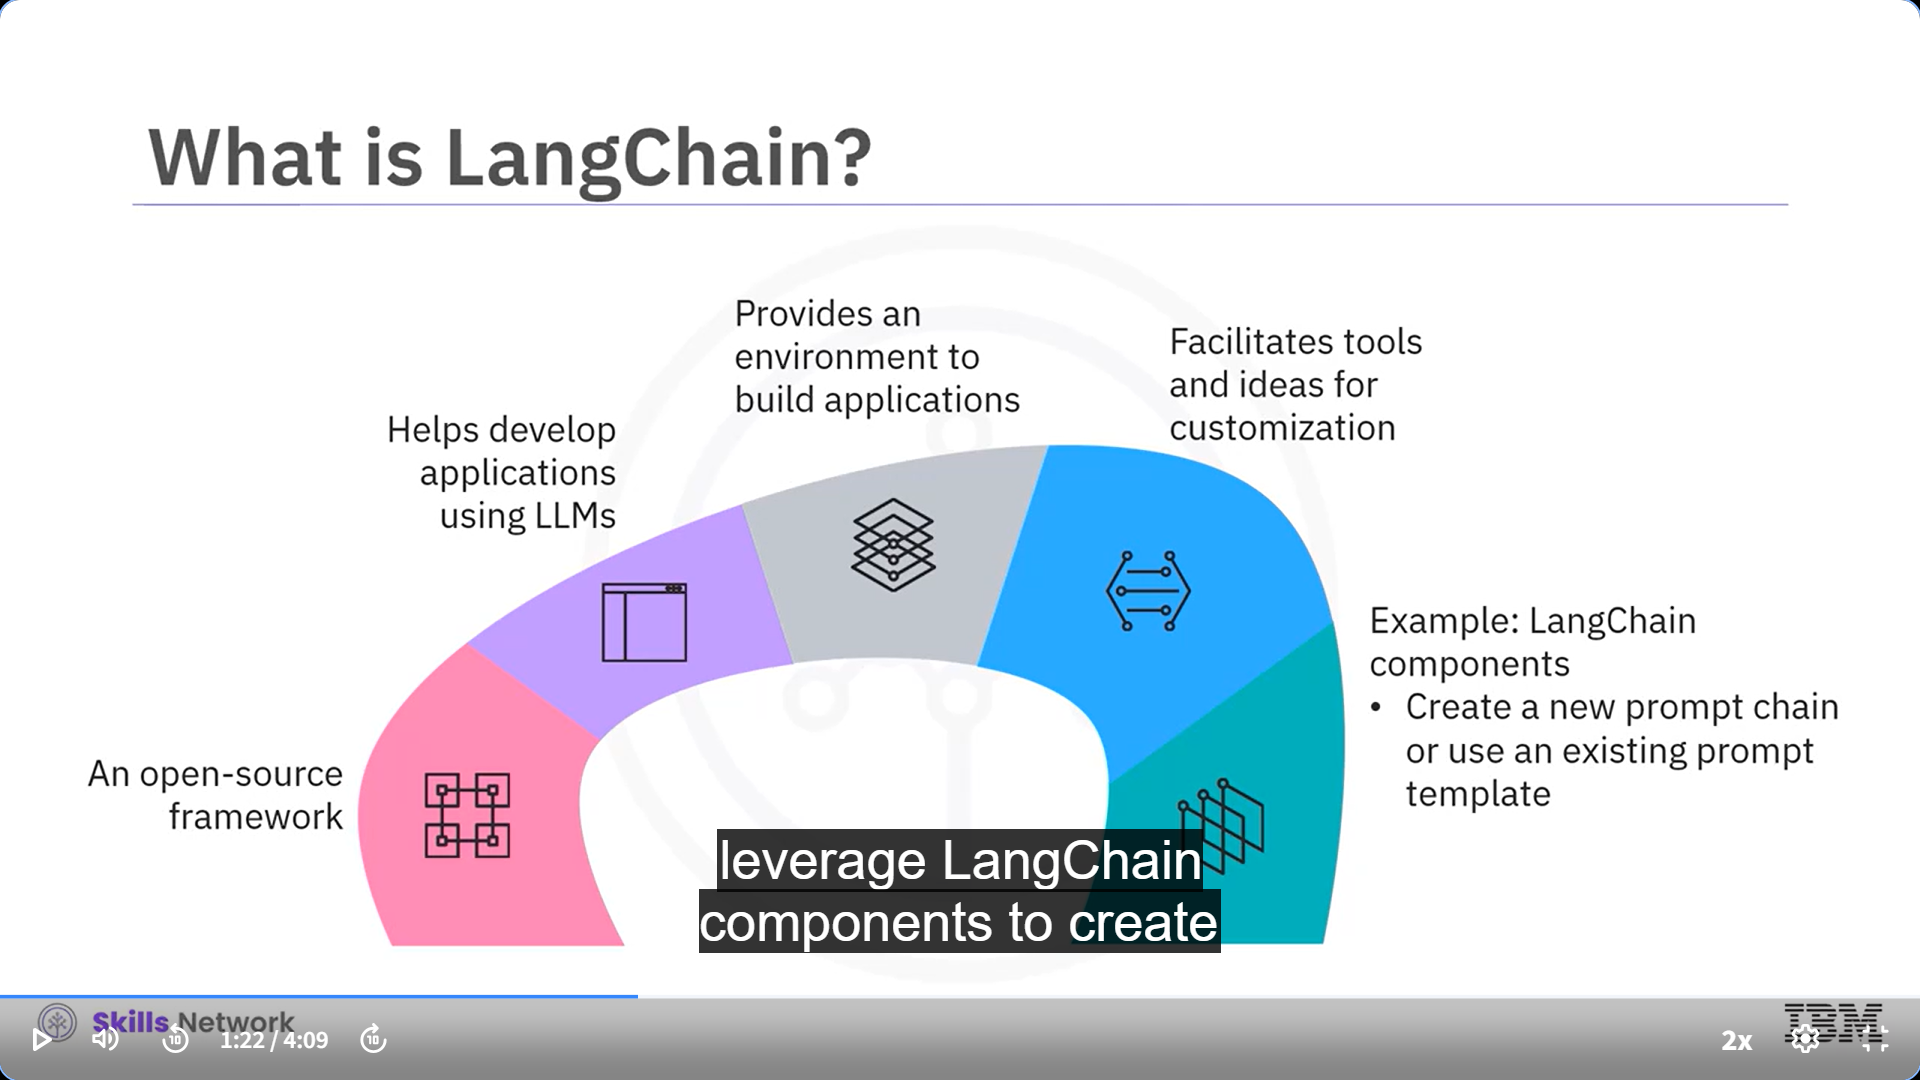 What is LangChain?
An open-source
framework
Helps develop
applications
using LLMs
Provides an
environment to
build applications
Facilitates tools
and ideas for
customization
Example: LangChain
components
• Create a new prompt chain
or use an existing prompt
template
leverage LangChain
components to create
Skills Network
10
1:22 / 4:09
10
2x
IBM